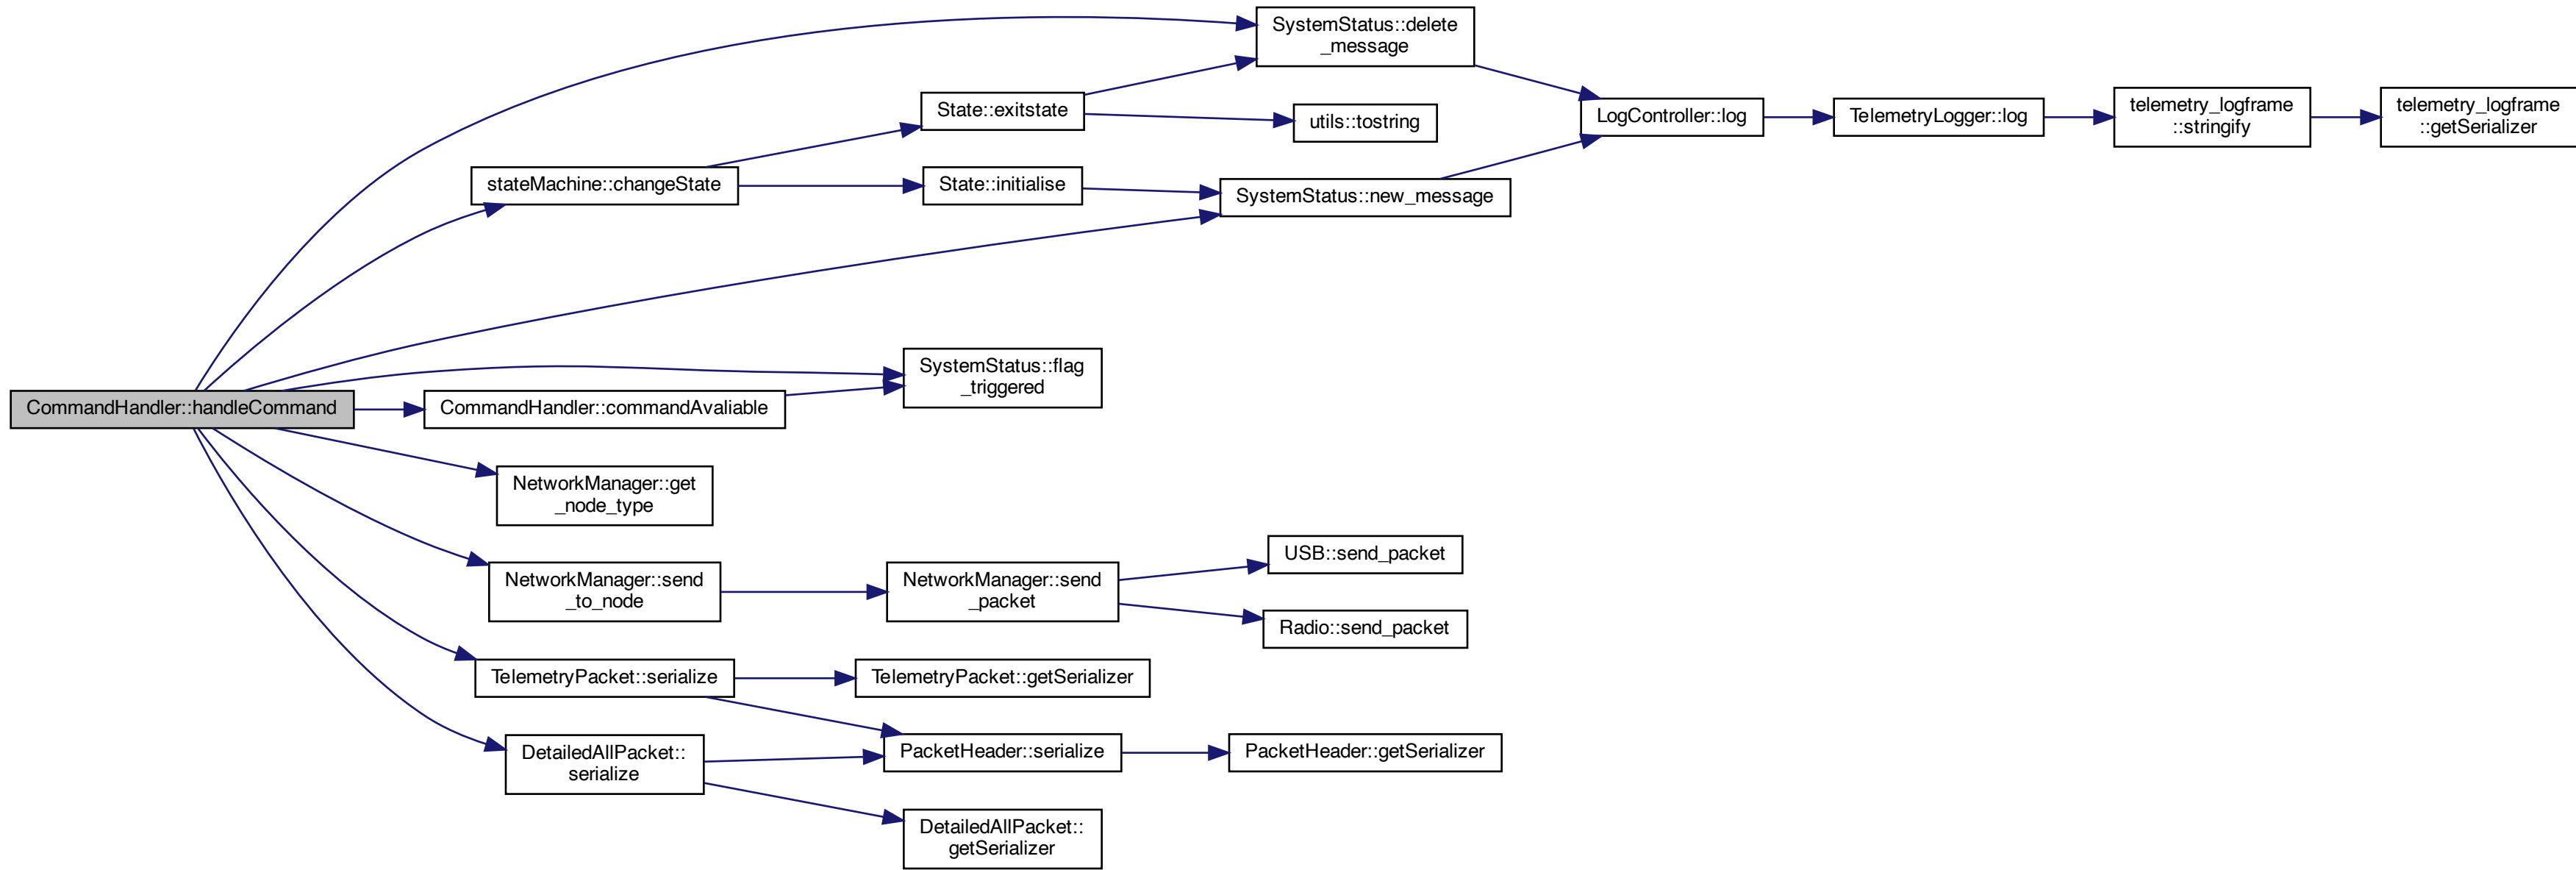 SystemStatus::delete
_message
State::exitstate
utils::tostring
LogController::log
TelemetryLogger::log
telemetry_logframe
::stringify
telemetry_logframe
::getSerializer
stateMachine::changeState
State::initialise
SystemStatus::new_message
SystemStatus::flag
_triggered
CommandHandler::handleCommand
CommandHandler::commandAvaliable
NetworkManager::get
_node_type
NetworkManager::send
_to_node
NetworkManager::send
_packet
USB::send_packet
Radio::send_packet
TelemetryPacket::serialize
TelemetryPacket::getSerializer
DetailedAllPacket::
serialize
PacketHeader::serialize
PacketHeader::getSerializer
DetailedAllPacket::
getSerializer